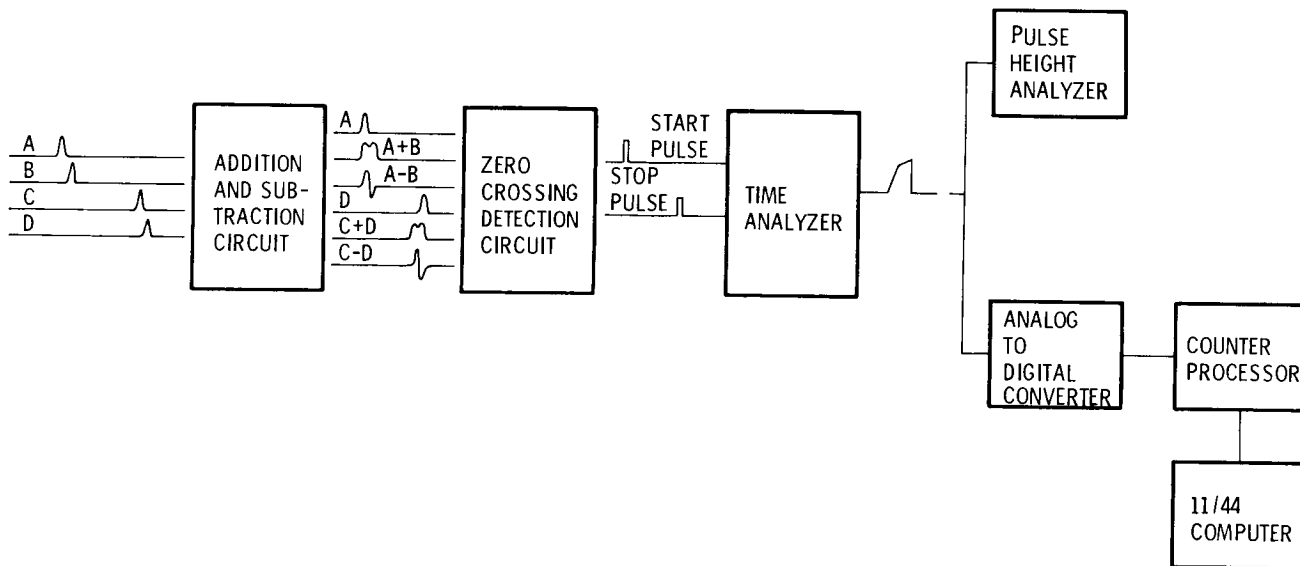 A
B
C
D
ADDITION
AND SUB-
TRACTION
CIRCUIT
A
A+B
A-B
D
C+D
C-D
ZERO
CROSSING
DETECTION
CIRCUIT
START
PULSE
STOP
PULSE
TIME
ANALYZER
PULSE
HEIGHT
ANALYZER
ANALOG
TO
DIGITAL
CONVERTER
COUNTER
PROCESSOR
11/44
COMPUTER